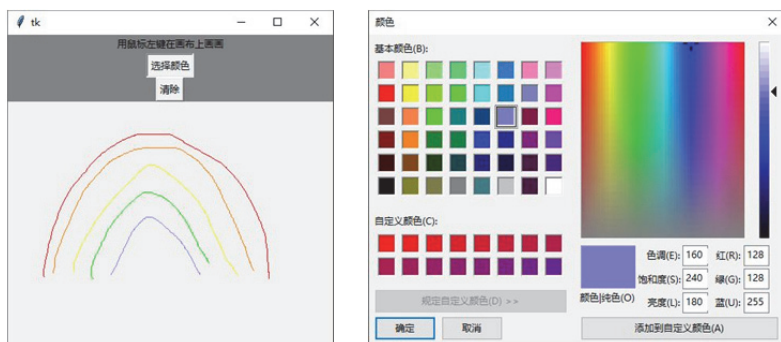 tk
用鼠标左键在画布上画画
选择颜色
清除
颜色
基本颜色(B):
自定义颜色(C):
规定自定义颜色(D) >>
确定
取消
颜色|纯色(O)
色调(E): 160 红(R): 128
饱和度(S): 240 绿(G): 128
亮度(L): 180 蓝(U): 255
添加到自定义颜色(A)